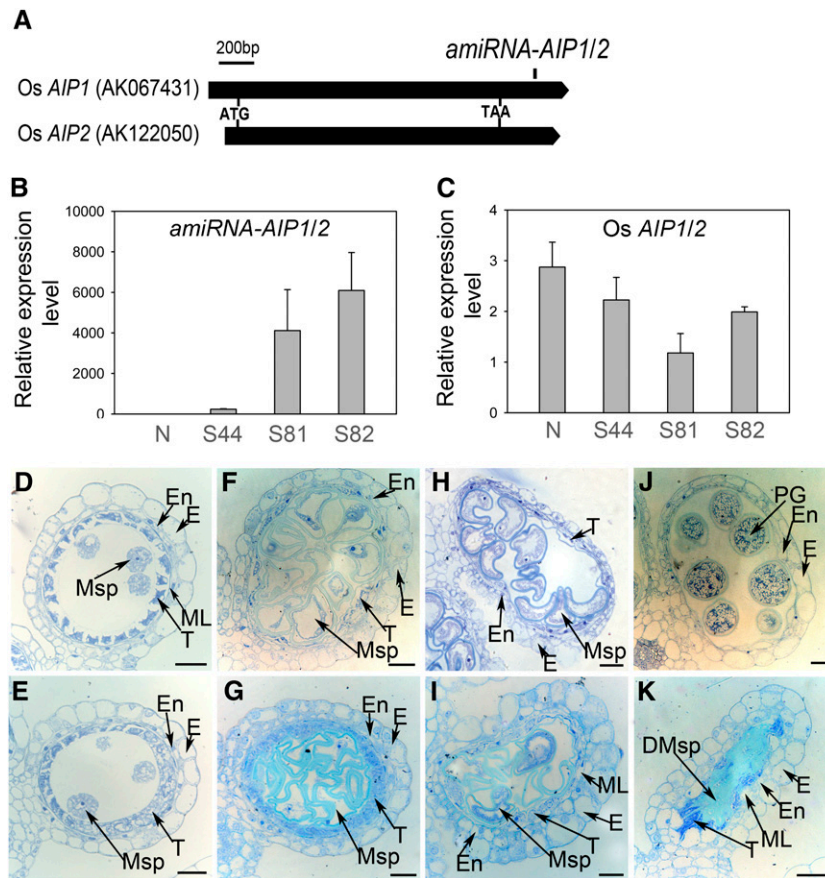 A
200bp
amiRNA-AIP1/2
Os AIP1 (AK067431)
ATG
TAA
Os AIP2 (AK122050)
B
amiRNA-AIP1/2
Relative expression level
10000
8000
6000
4000
2000
0
N S44 S81 S82
C
Os AIP1/2
Relative expression level
4
3
2
1
0
N S44 S81 S82
D
En
E
Msp
ML
T
F
En
E
T
Msp
H
T
En
Msp
E
J
PG
En
E
E
En
E
Msp
T
G
En
E
T
Msp
I
ML
E
T
Msp
En
K
DMsp
E
En
ML
T